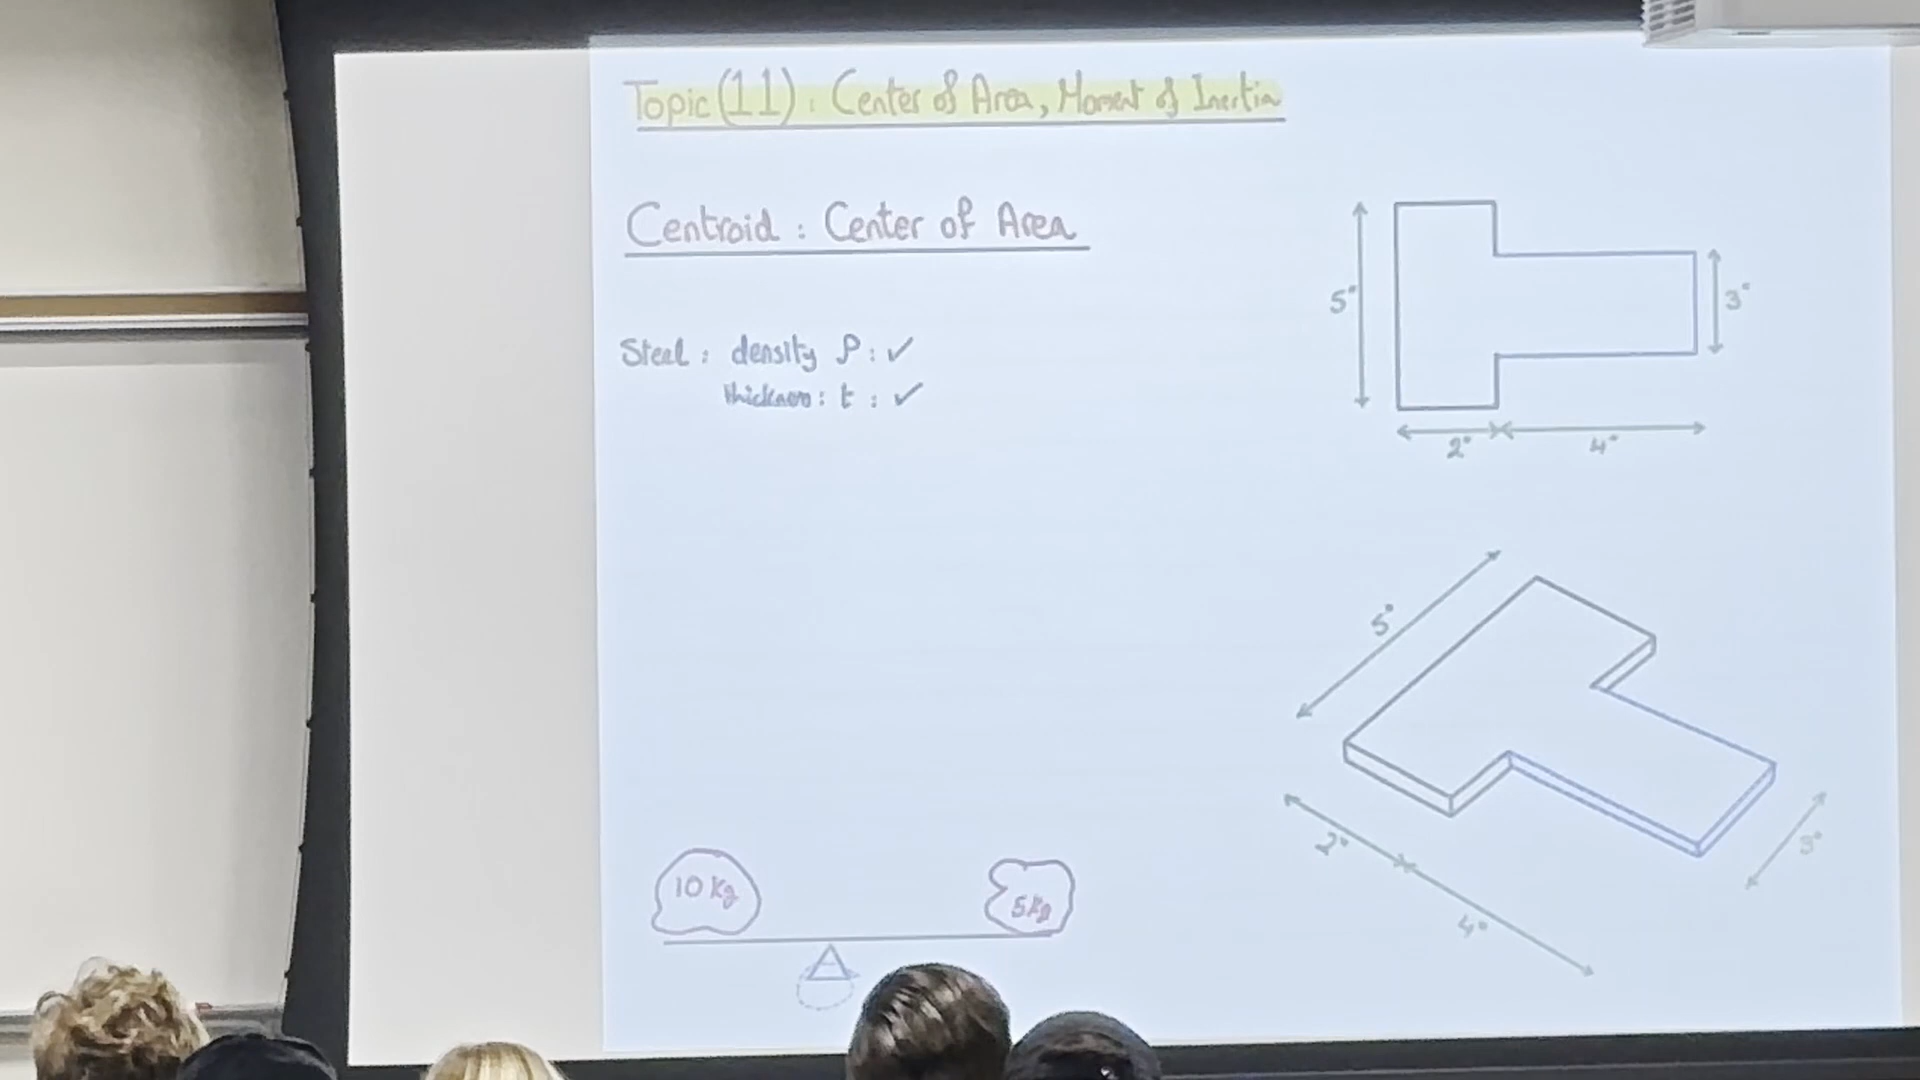 Topic (11) : Center of Area, Moment of Inertia
Centroid : Center of Area
Steel : density ρ : ✓
thickness : t : ✓
5"
3"
2"
4"
5"
2"
4"
3"
10 Kg
5 Kg